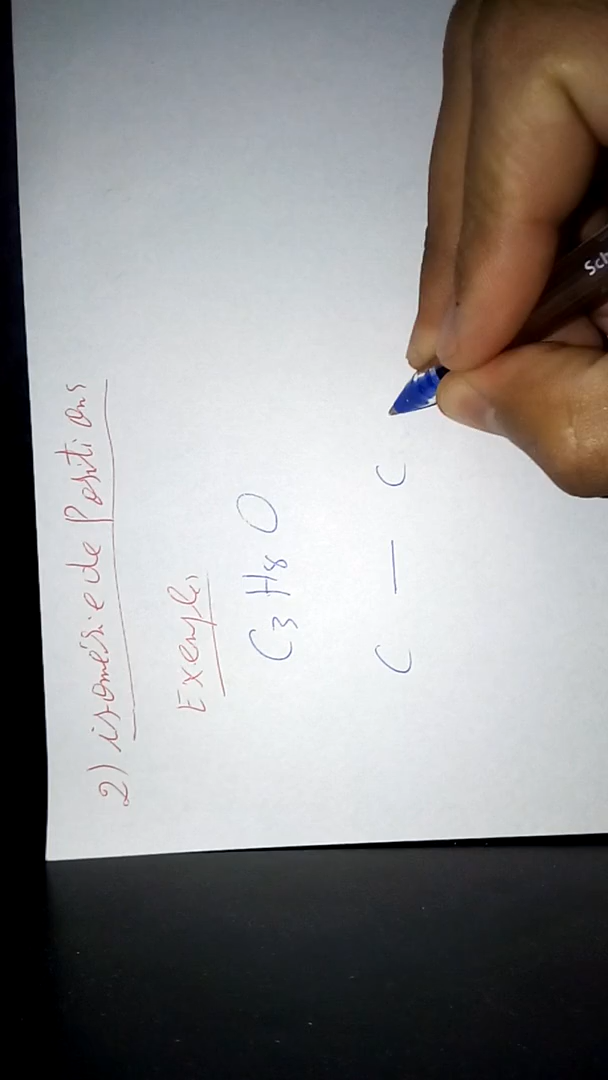 2) isomérie de Positions
Exemple,
C3H8O
C — C
Sch